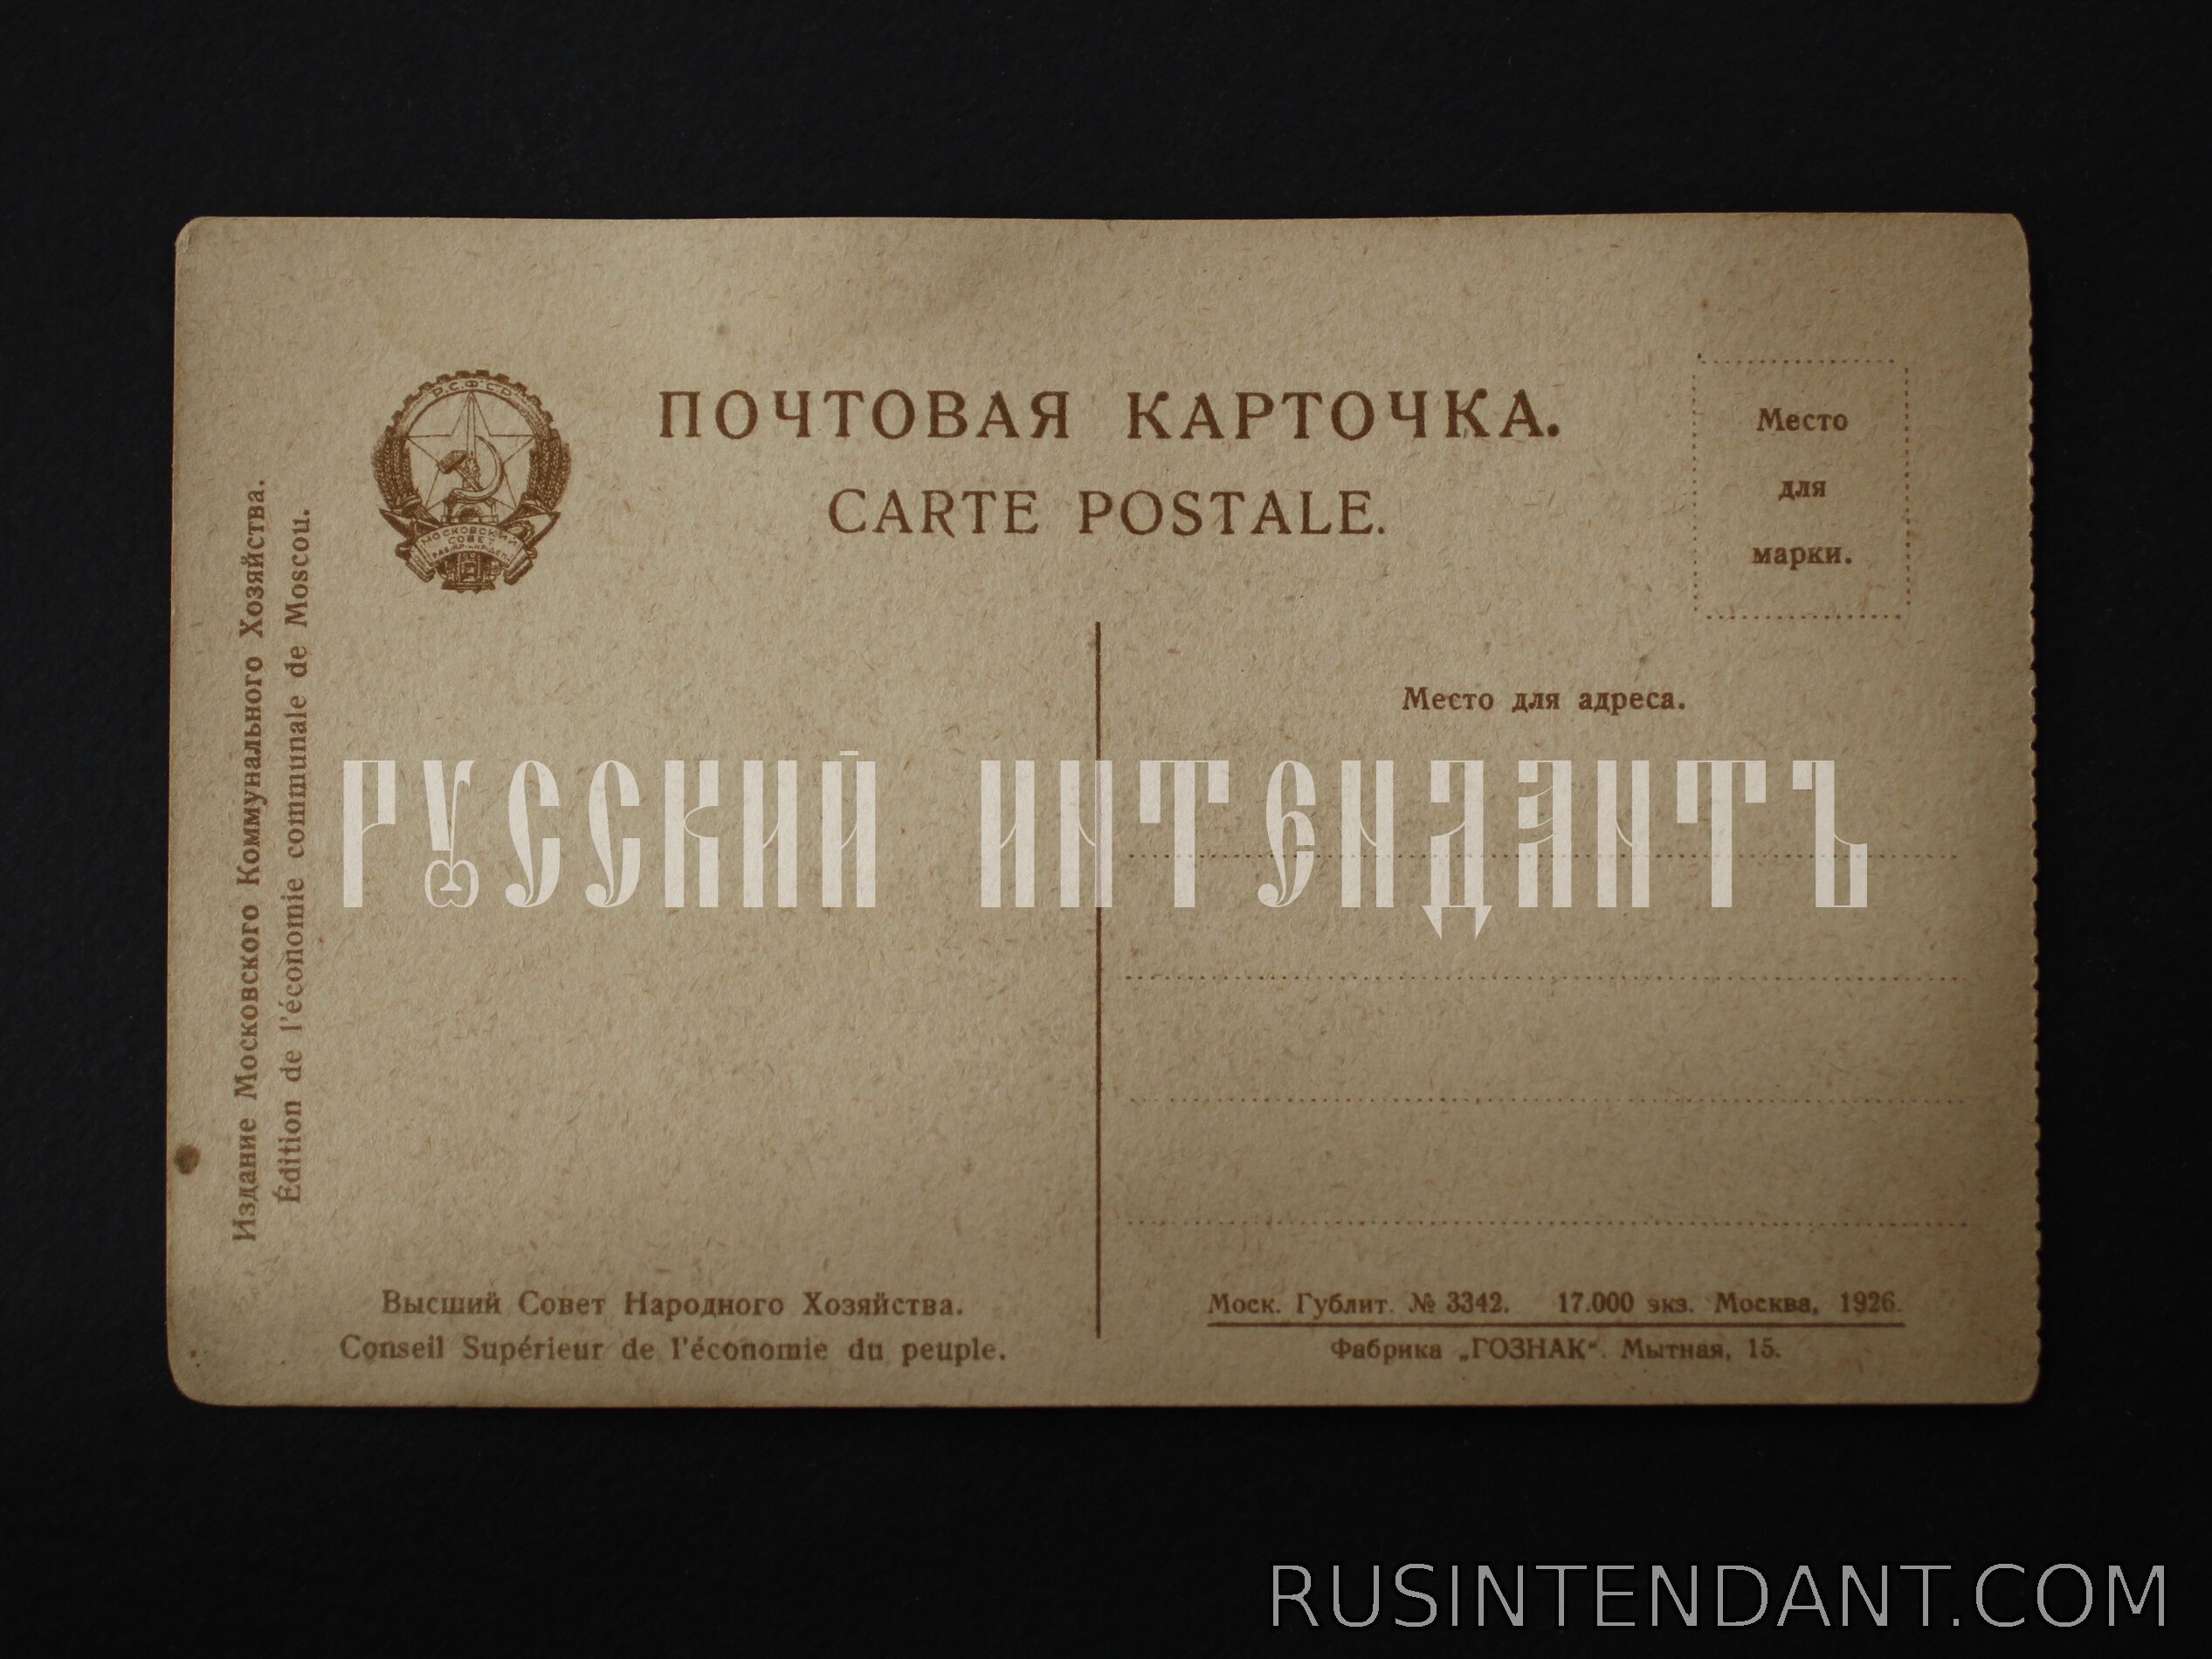 Р.С.Ф.С.Р.
МОСКОВСКИЙ
СОВЕТ
ПОЧТОВАЯ КАРТОЧКА.
CARTE POSTALE.
Место
для
марки.
Издание Московского Коммунального Хозяйства.
Édition de l'économie communale de Moscou.
Место для адреса.
РУССКИЙ ИНТЕНДАНТЪ
Высший Совет Народного Хозяйства.
Conseil Supérieur de l'économie du peuple.
Моск. Гублит. № 3342. 17.000 экз. Москва, 1926.
Фабрика „ГОЗНАК“. Мытная, 15.
RUSINTENDANT.COM